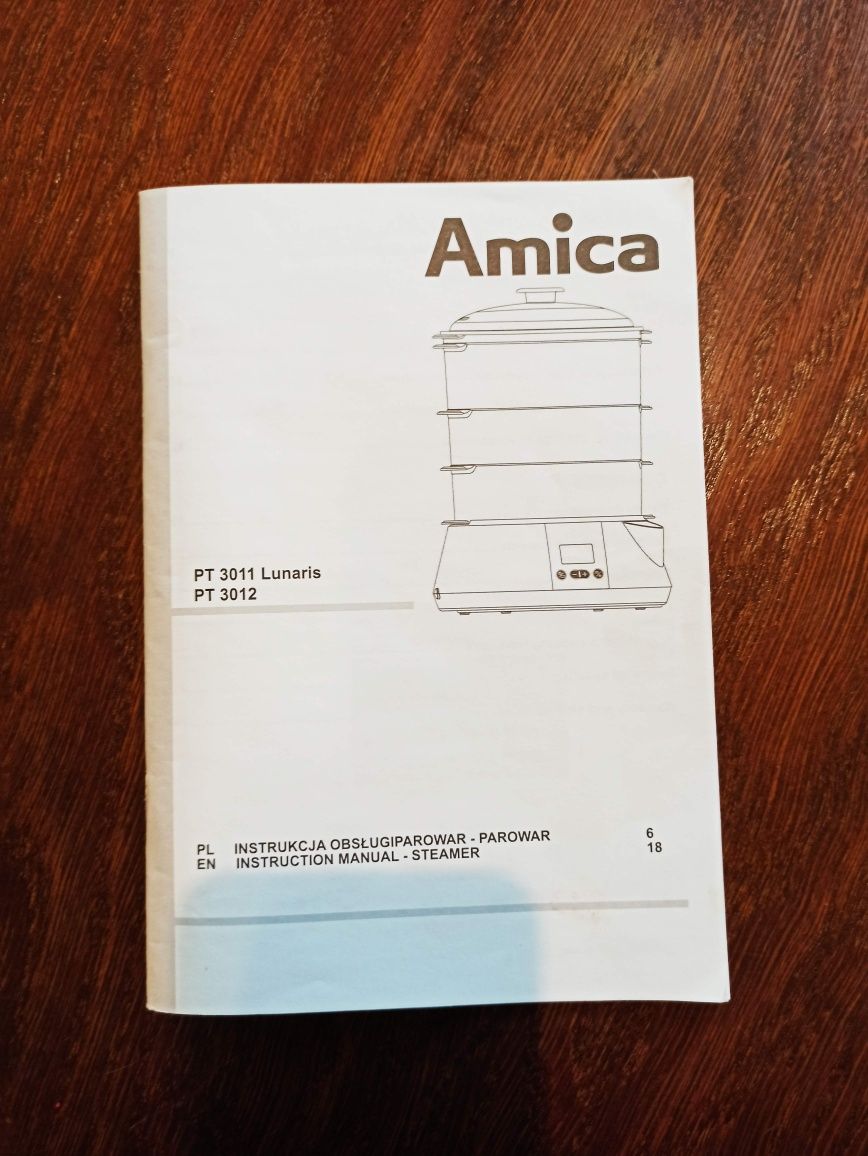 Amica
PT 3011 Lunaris
PT 3012
PL INSTRUKCJA OBSŁUGIPAROWAR - PAROWAR 6
EN INSTRUCTION MANUAL - STEAMER 18